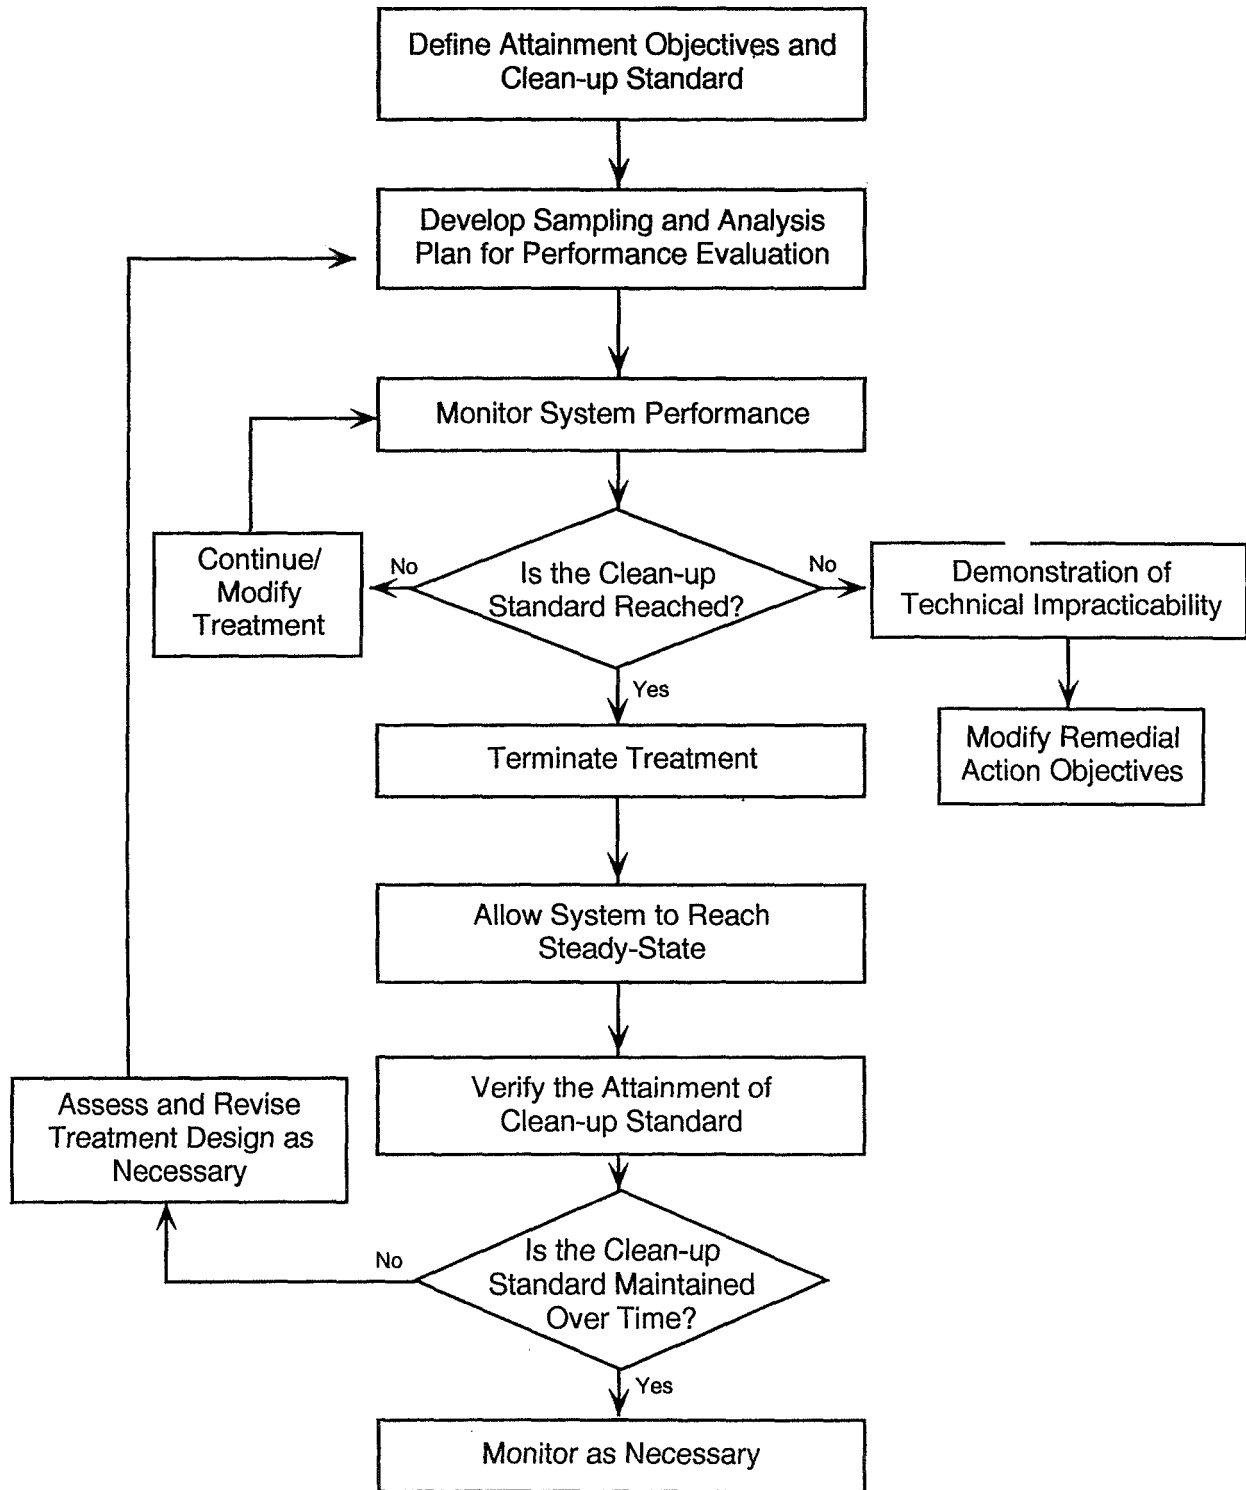 Define Attainment Objectives and
Clean-up Standard
Develop Sampling and Analysis
Plan for Performance Evaluation
Monitor System Performance
Continue/
Modify
Treatment
No
Is the Clean-up
Standard Reached?
No
Demonstration of
Technical Impracticability
Yes
Modify Remedial
Action Objectives
Terminate Treatment
Allow System to Reach
Steady-State
Verify the Attainment of
Clean-up Standard
Assess and Revise
Treatment Design as
Necessary
No
Is the Clean-up
Standard Maintained
Over Time?
Yes
Monitor as Necessary